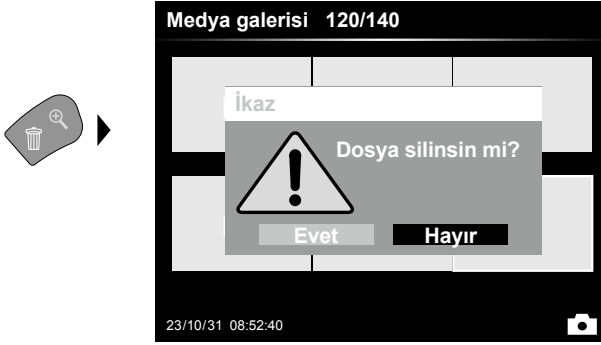 Medya galerisi 120/140
İkaz
Dosya silinsin mi?
Evet Hayır
23/10/31 08:52:40